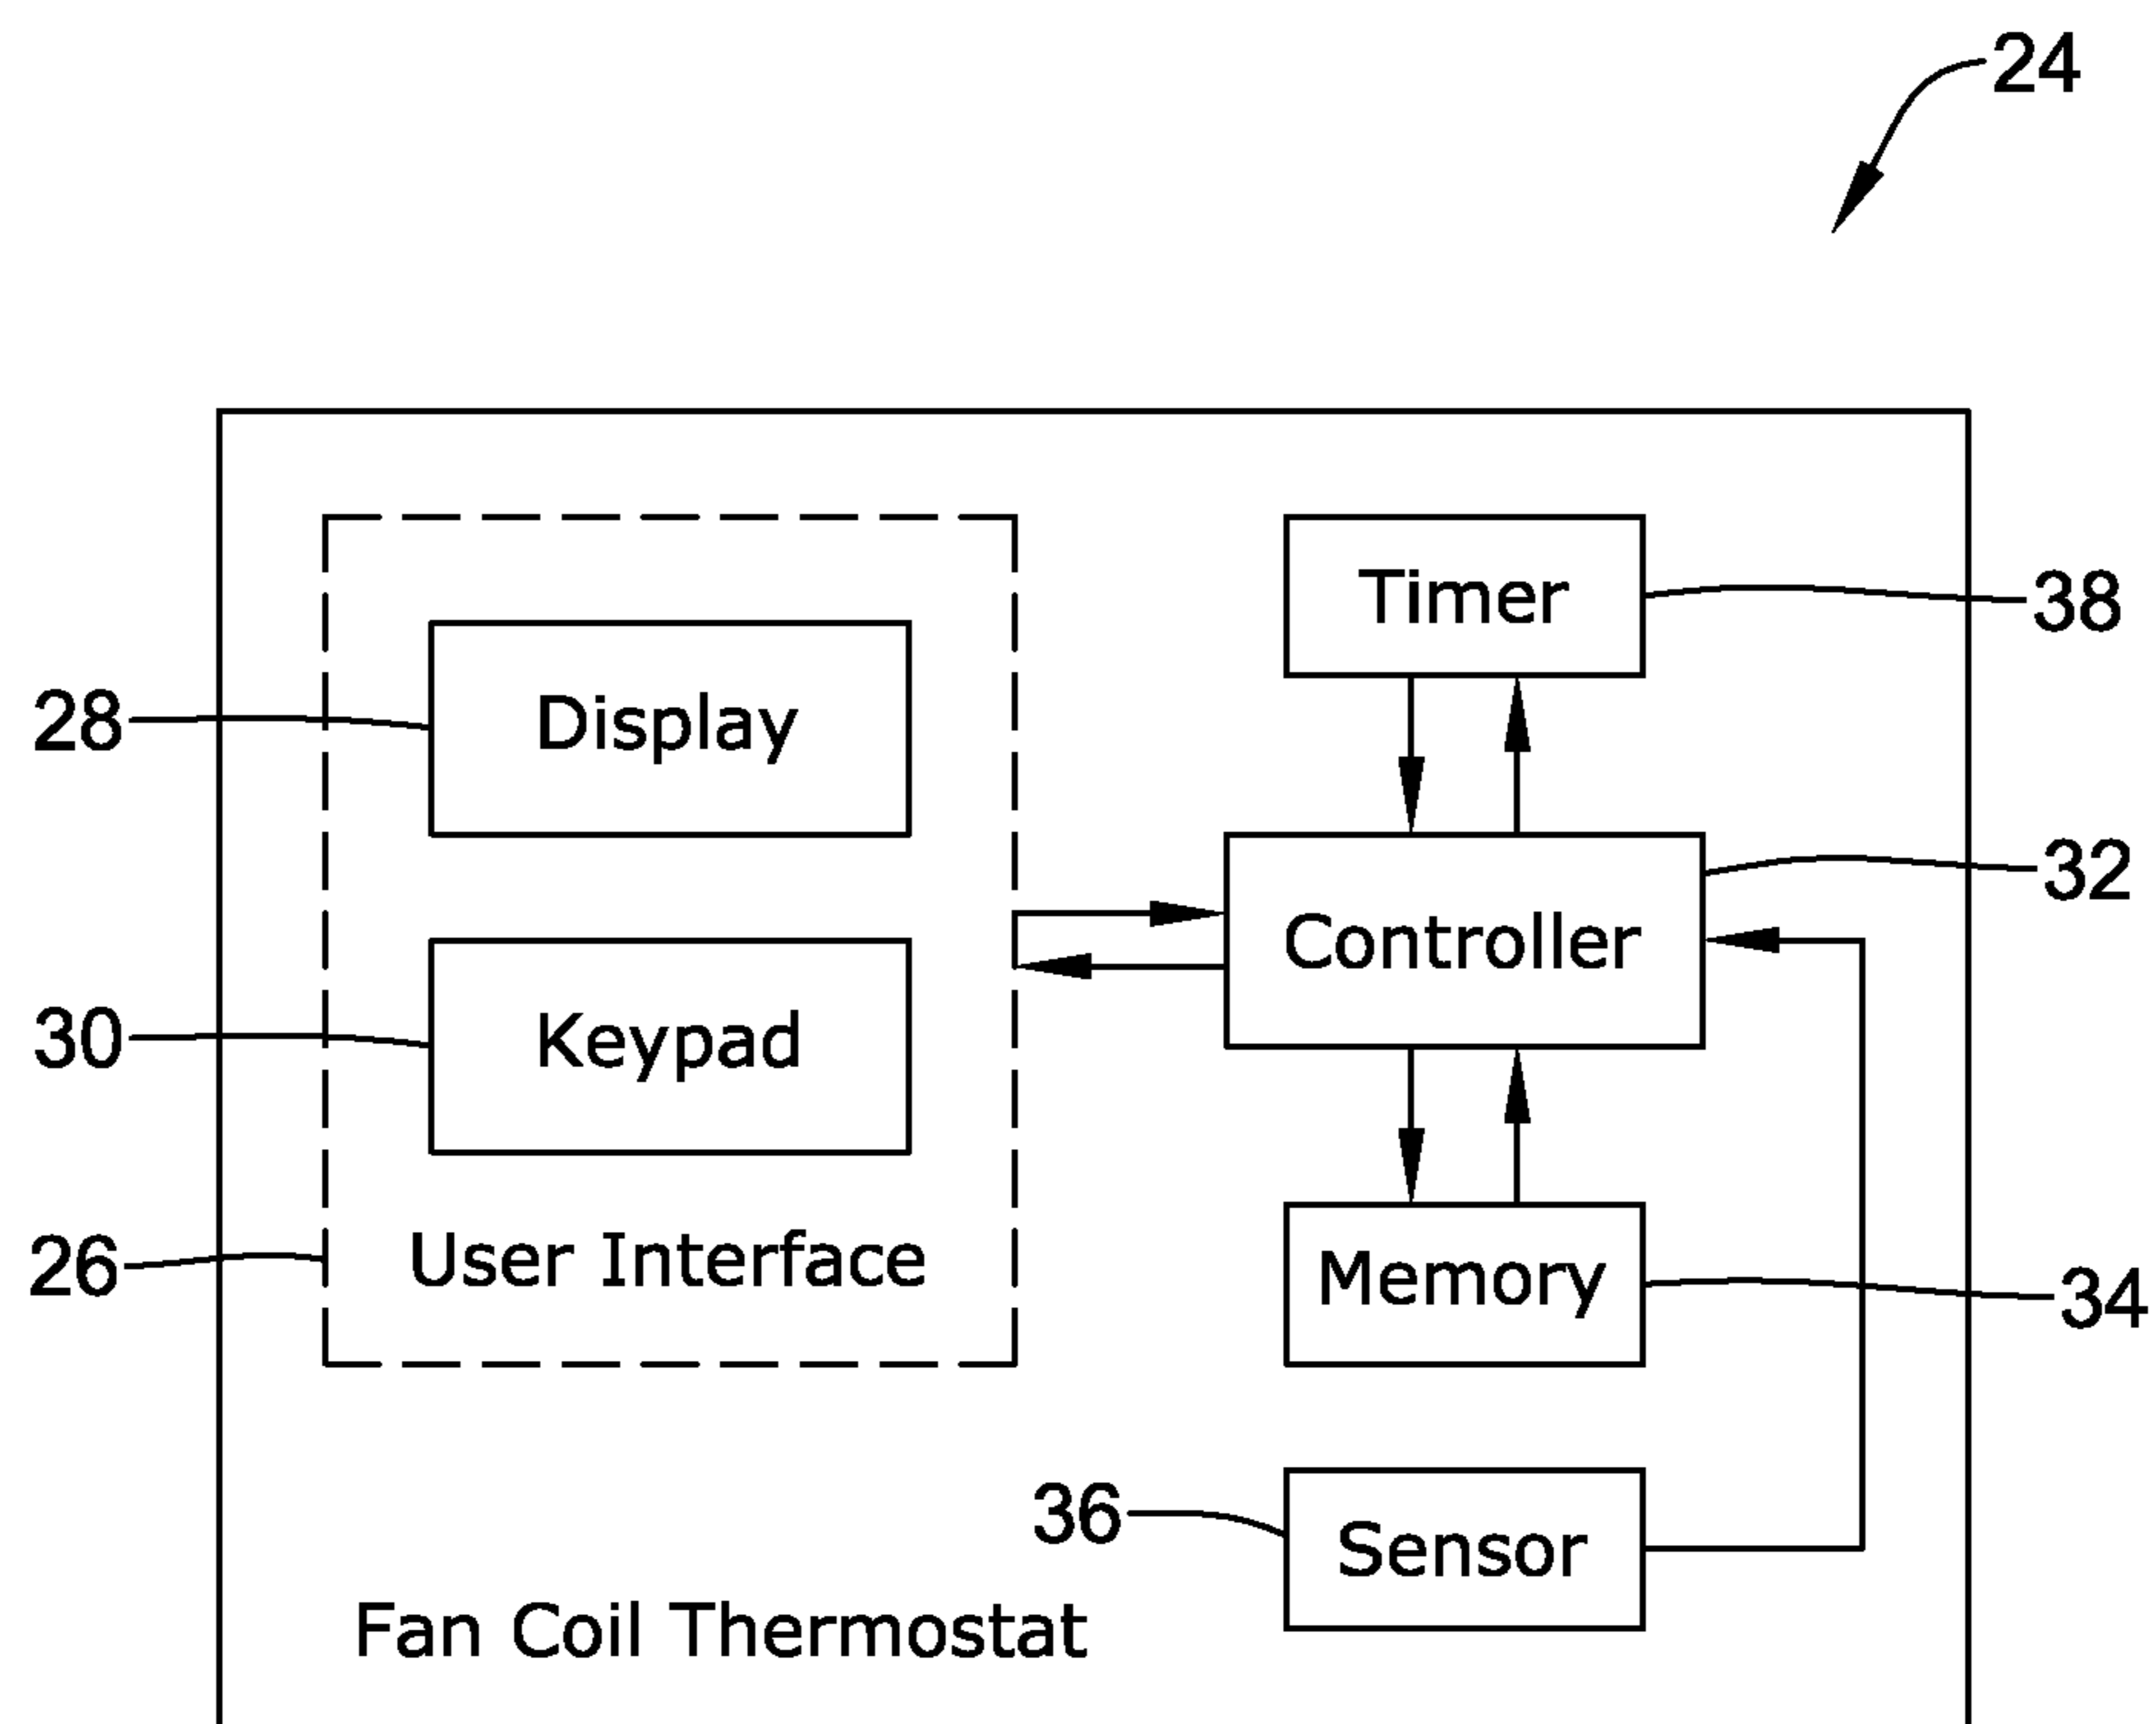 24
Timer
38
28
Display
32
Controller
30
Keypad
26
User Interface
Memory
34
36
Sensor
Fan Coil Thermostat